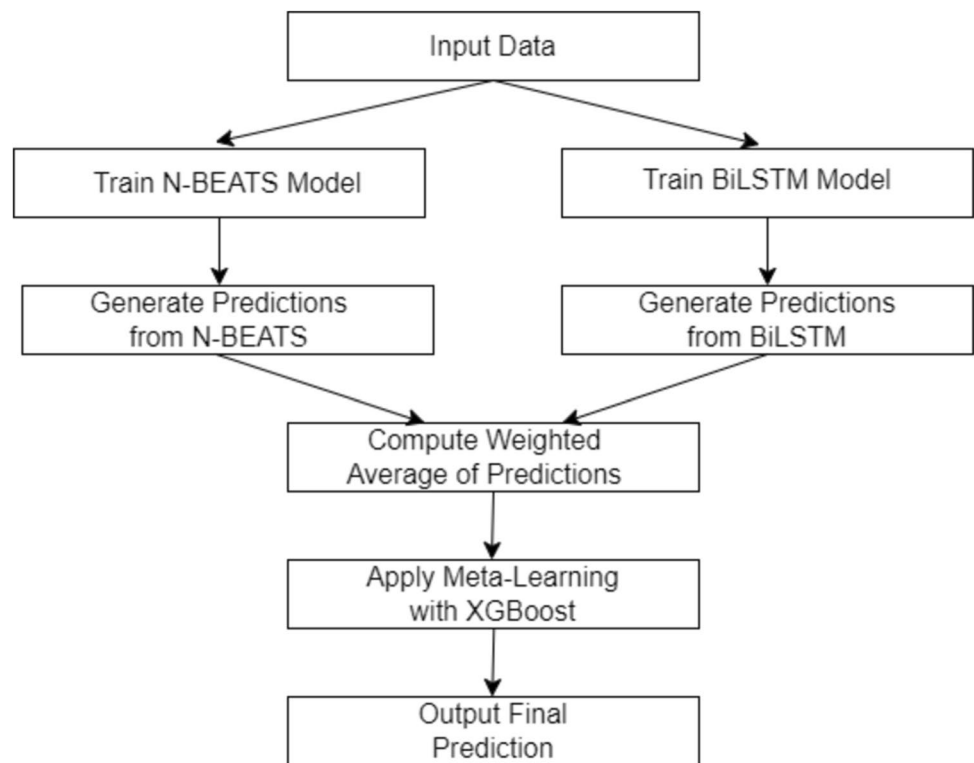 Input Data
Train N-BEATS Model
Train BiLSTM Model
Generate Predictions
from N-BEATS
Generate Predictions
from BiLSTM
Compute Weighted
Average of Predictions
Apply Meta-Learning
with XGBoost
Output Final
Prediction